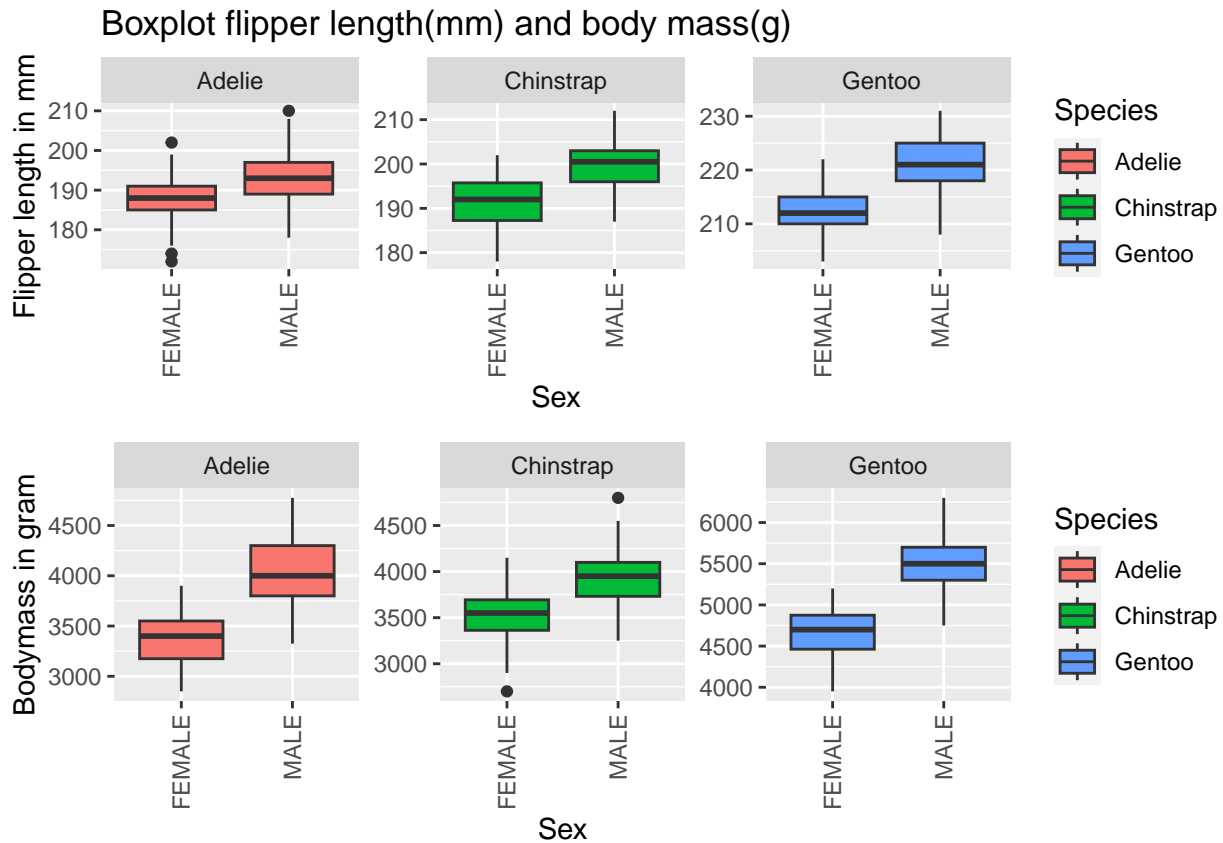 Boxplot flipper length(mm) and body mass(g)
Flipper length in mm
Adelie
Chinstrap
Gentoo
210
200
190
180
210
200
190
180
230
220
210
FEMALE
MALE
FEMALE
MALE
FEMALE
MALE
Sex
Species
Adelie
Chinstrap
Gentoo
Bodymass in gram
Adelie
Chinstrap
Gentoo
4500
4000
3500
3000
4500
4000
3500
3000
6000
5500
5000
4500
4000
FEMALE
MALE
FEMALE
MALE
FEMALE
MALE
Sex
Species
Adelie
Chinstrap
Gentoo